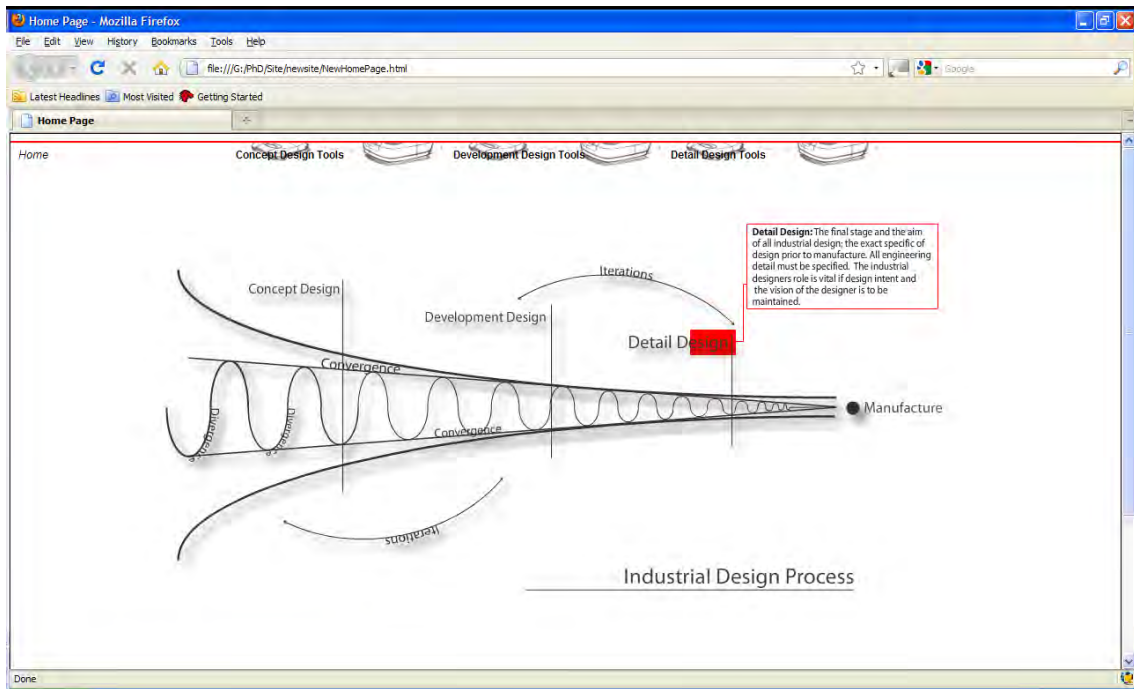 Home Page - Mozilla Firefox
File Edit View History Bookmarks Tools Help
file:///G:/PhD/Site/newsite/NewHomePage.html
Google
Latest Headlines Most Visited Getting Started
Home Page
Home Concept Design Tools Development Design Tools Detail Design Tools
Detail Design: The final stage and the aim
of all industrial design; the exact specific of
design prior to manufacture. All engineering
detail must be specified. The industrial
designers role is vital if design intent and
the vision of the designer is to be
maintained.
Iterations
Concept Design
Development Design
Detail Design
Convergence
Manufacture
Divergence
Divergence
Convergence
Iterations
Industrial Design Process
Done